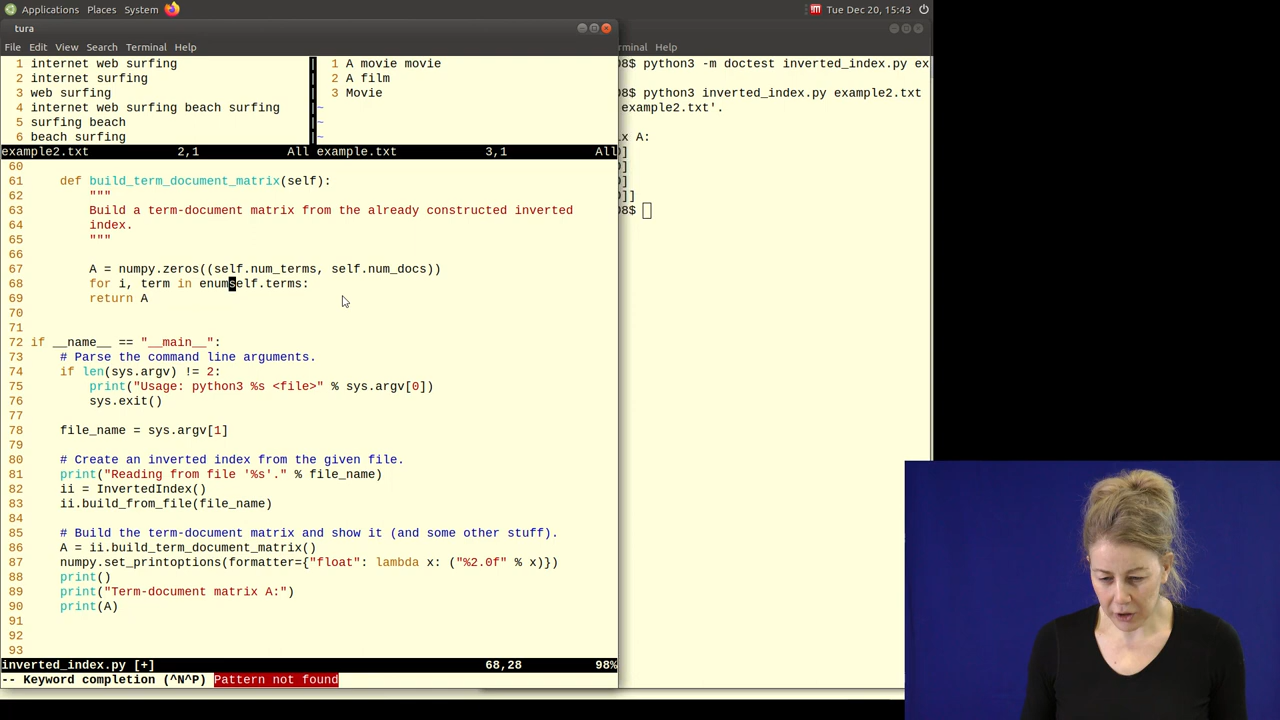 Applications Places System
Tue Dec 20, 15:43
tura
File Edit View Search Terminal Help
1 internet web surfing
2 internet surfing
3 web surfing
4 internet web surfing beach surfing
5 surfing beach
6 beach surfing
example2.txt 2,1 All
1 A movie movie
2 A film
3 Movie
~
~
~
example.txt 3,1 All
60
61 def build_term_document_matrix(self):
62 """
63 Build a term-document matrix from the already constructed inverted
64 index.
65 """
66
67 A = numpy.zeros((self.num_terms, self.num_docs))
68 for i, term in enumself.terms:
69 return A
70
71
72 if __name__ == "__main__":
73 # Parse the command line arguments.
74 if len(sys.argv) != 2:
75 print("Usage: python3 %s <file>" % sys.argv[0])
76 sys.exit()
77
78 file_name = sys.argv[1]
79
80 # Create an inverted index from the given file.
81 print("Reading from file '%s'." % file_name)
82 ii = InvertedIndex()
83 ii.build_from_file(file_name)
84
85 # Build the term-document matrix and show it (and some other stuff).
86 A = ii.build_term_document_matrix()
87 numpy.set_printoptions(formatter={"float": lambda x: ("%2.0f" % x)})
88 print()
89 print("Term-document matrix A:")
90 print(A)
91
92
93
inverted_index.py [+] 68,28 98%
-- Keyword completion (^N^P) Pattern not found
rminal Help
8$ python3 -m doctest inverted_index.py ex
8$ python3 inverted_index.py example2.txt
example2.txt'.
ix A:
]
]
]
]]
8$